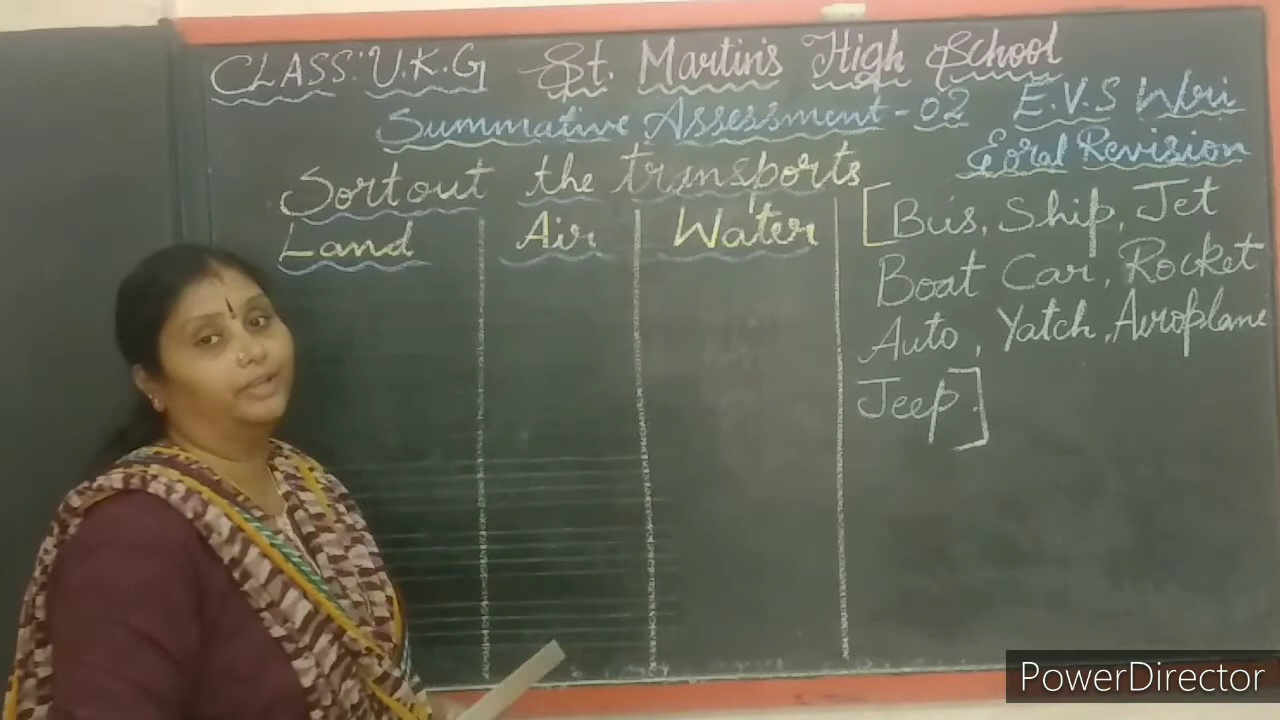 CLASS: U.K.G St. Martin's High School
Summative Assessment - 02 E.V.S Wri
& oral Revision
Sortout the transports
Land Air Water
[Bus, Ship, Jet
Boat Car, Rocket
Auto, Yatch, Aeroplane
Jeep.]
PowerDirector